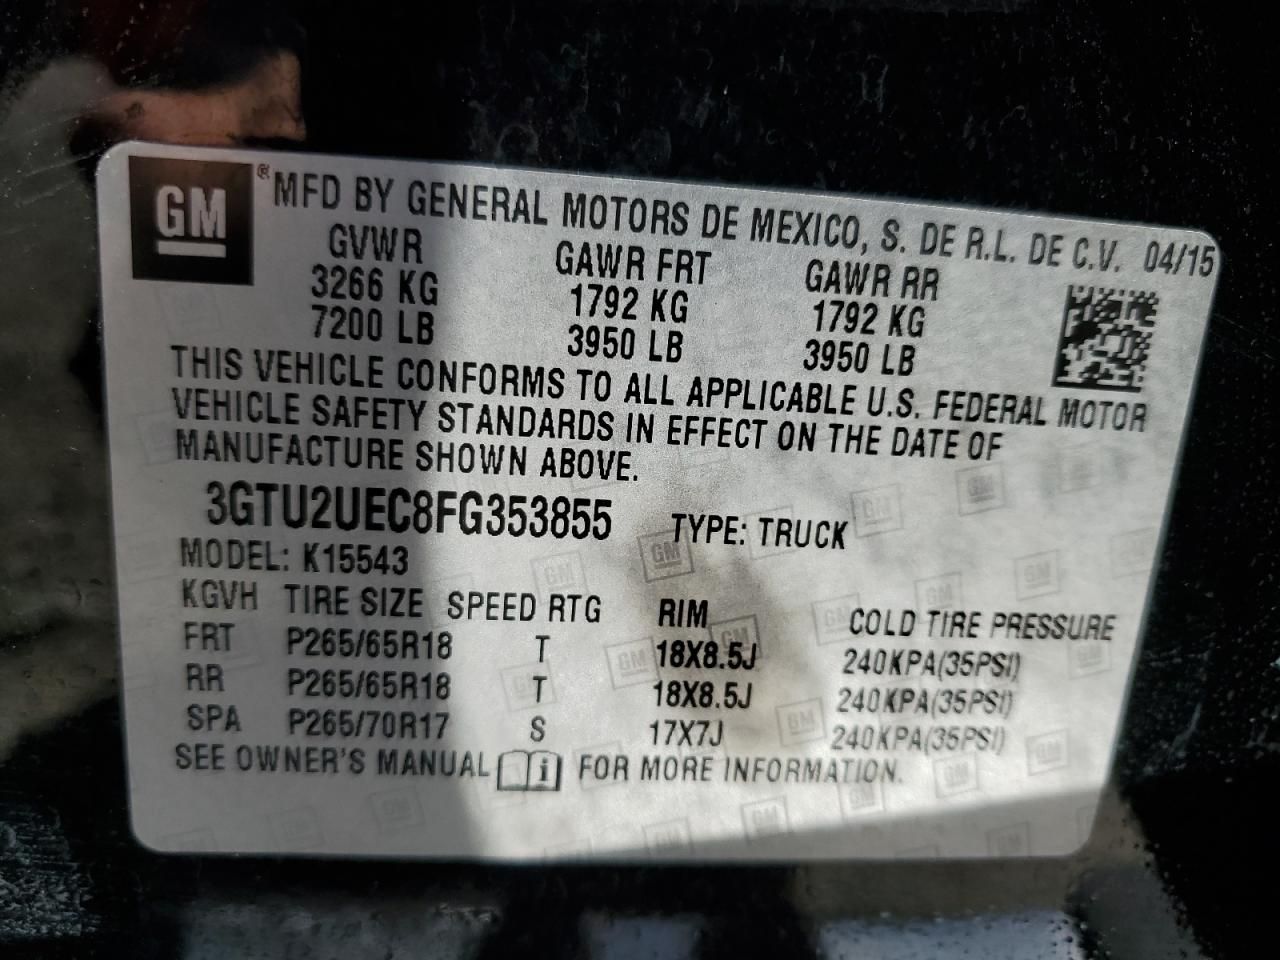 GM ® MFD BY GENERAL MOTORS DE MEXICO, S. DE R.L. DE C.V. 04/15
GVWR GAWR FRT GAWR RR
3266 KG 1792 KG 1792 KG
7200 LB 3950 LB 3950 LB
THIS VEHICLE CONFORMS TO ALL APPLICABLE U.S. FEDERAL MOTOR
VEHICLE SAFETY STANDARDS IN EFFECT ON THE DATE OF
MANUFACTURE SHOWN ABOVE.
3GTU2UEC8FG353855 TYPE: TRUCK
MODEL: K15543
KGVH TIRE SIZE SPEED RTG RIM COLD TIRE PRESSURE
FRT P265/65R18 T 18X8.5J 240KPA(35PSI)
RR P265/65R18 T 18X8.5J 240KPA(35PSI)
SPA P265/70R17 S 17X7J 240KPA(35PSI)
SEE OWNER'S MANUAL i FOR MORE INFORMATION.